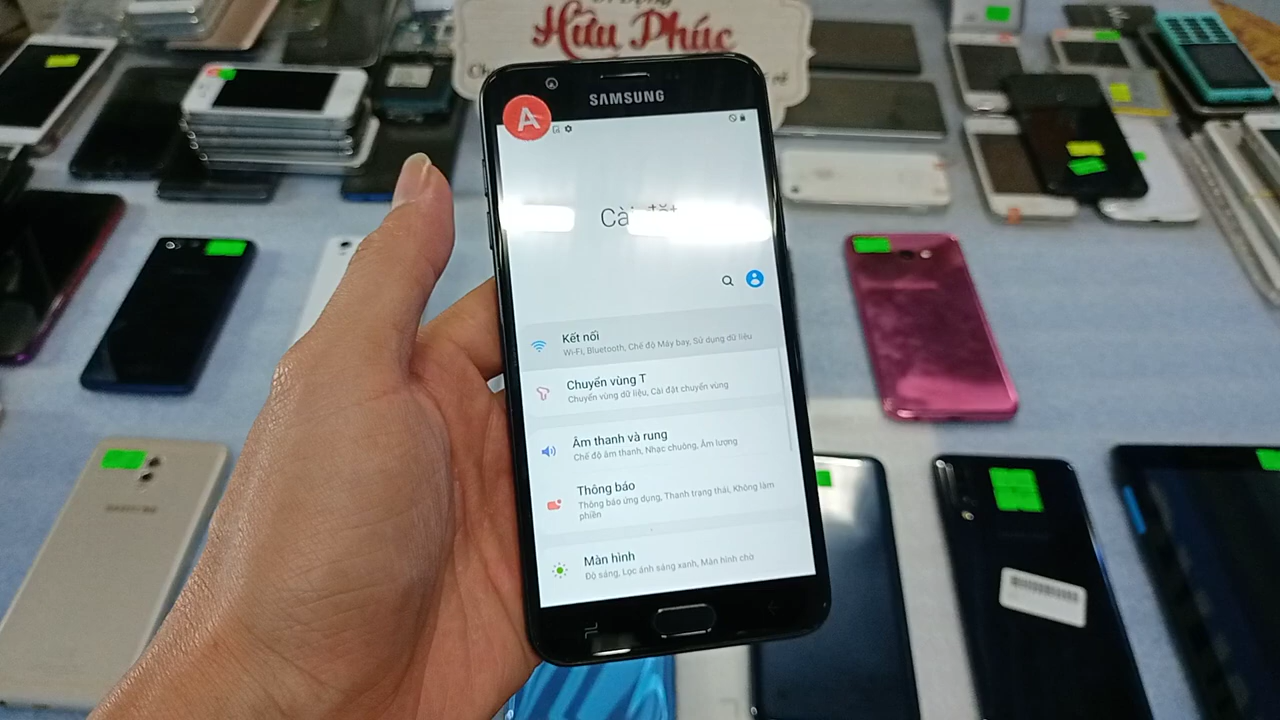 Hữu Phúc
SAMSUNG
A
Kết nối
Wi-Fi, Bluetooth, Chế độ Máy bay, Sử dụng dữ liệu
Chuyển vùng T
Chuyển vùng dữ liệu, Cài đặt chuyển vùng
Âm thanh và rung
Chế độ âm thanh, Nhạc chuông, Âm lượng
Thông báo
Thông báo ứng dụng, Thanh trạng thái, Không làm
phiền
Màn hình
Độ sáng, Lọc ánh sáng xanh, Màn hình chờ